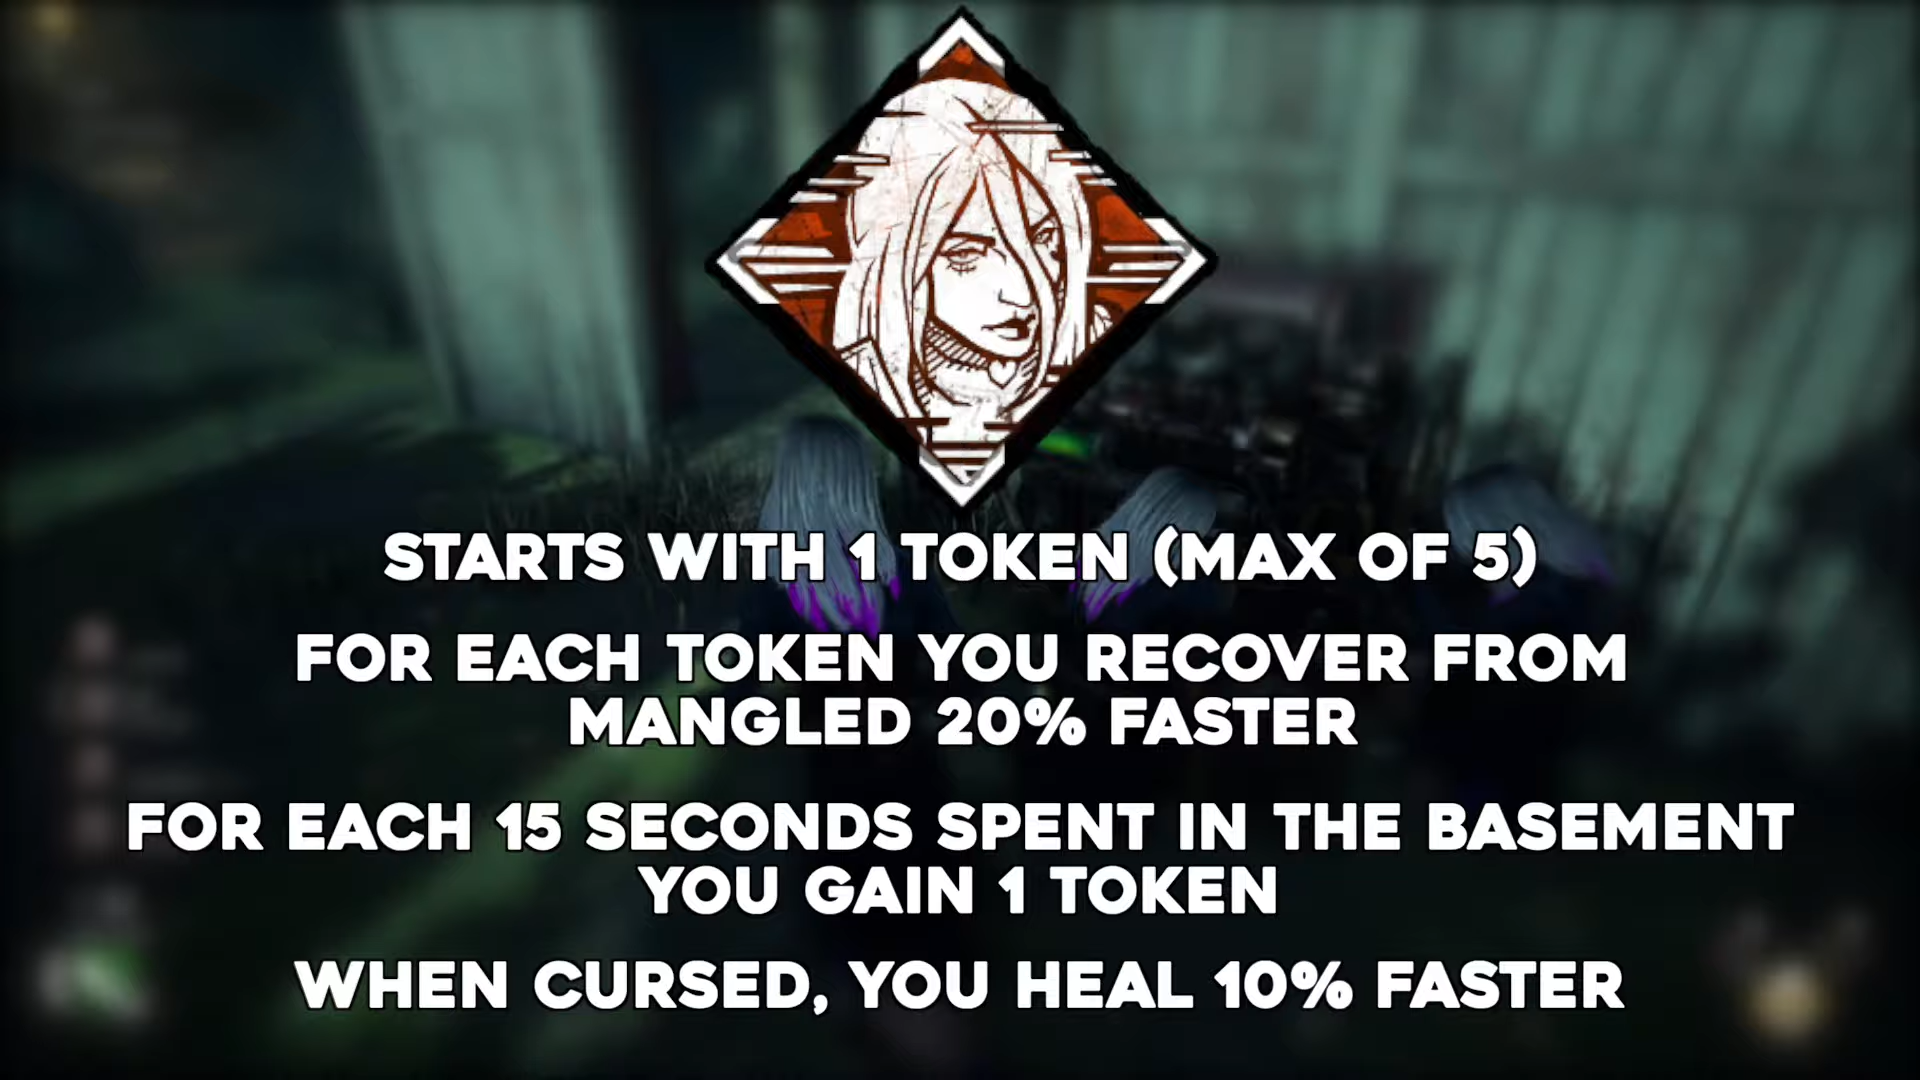 STARTS WITH 1 TOKEN (MAX OF 5)
FOR EACH TOKEN YOU RECOVER FROM
MANGLED 20% FASTER
FOR EACH 15 SECONDS SPENT IN THE BASEMENT
YOU GAIN 1 TOKEN
WHEN CURSED, YOU HEAL 10% FASTER